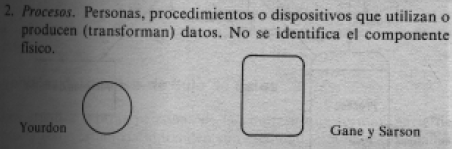 2. Procesos. Personas, procedimientos o dispositivos que utilizan o
producen (transforman) datos. No se identifica el componente
físico.
Yourdon
Gane y Sarson